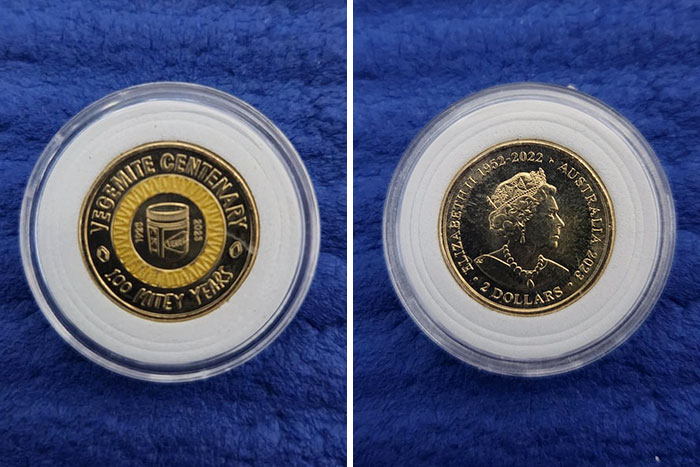 VEGEMITE CENTENARY
2023
1923
100 MITEY YEARS
ELIZABETH II 1952-2022 • AUSTRALIA 2023 •
2 DOLLARS •